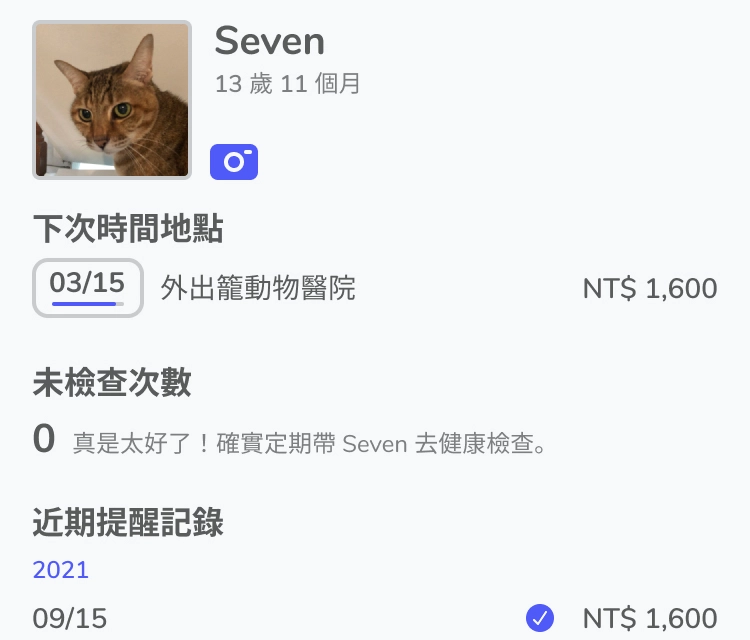 Seven
13 歲 11 個月
下次時間地點
03/15 外出籠動物醫院 NT$ 1,600
未檢查次數
0 真是太好了！確實定期帶 Seven 去健康檢查。
近期提醒記錄
2021
09/15 NT$ 1,600